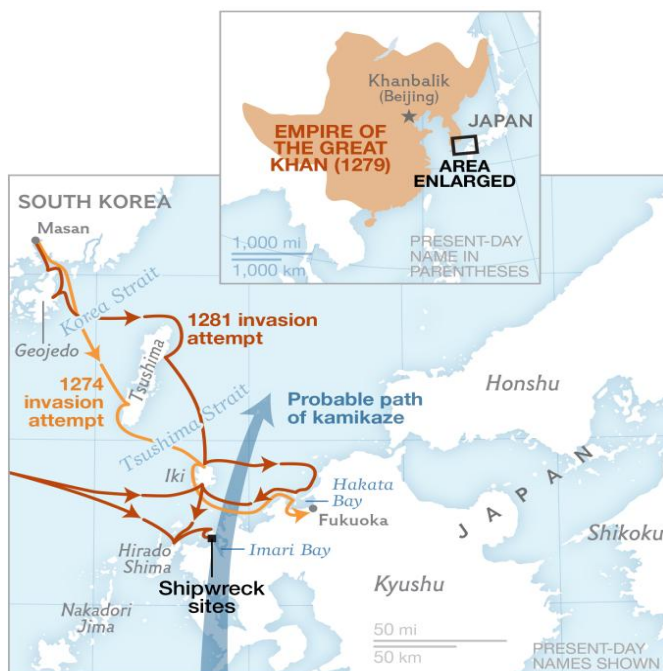 Khanbalik
(Beijing)
EMPIRE OF
THE GREAT
KHAN (1279)
JAPAN
AREA
ENLARGED
1,000 mi
1,000 km
PRESENT-DAY
NAME IN
PARENTHESES
SOUTH KOREA
Masan
Korea Strait
Geojedo
Tsushima
1281 invasion
attempt
1274
invasion
attempt
Tsushima Strait
Probable path
of kamikaze
Honshu
Iki
Hakata
Bay
Fukuoka
JAPAN
Hirado
Shima
Imari Bay
Shikoku
Shipwreck
sites
Kyushu
Nakadori
Jima
50 mi
50 km
PRESENT-DAY
NAMES SHOWN